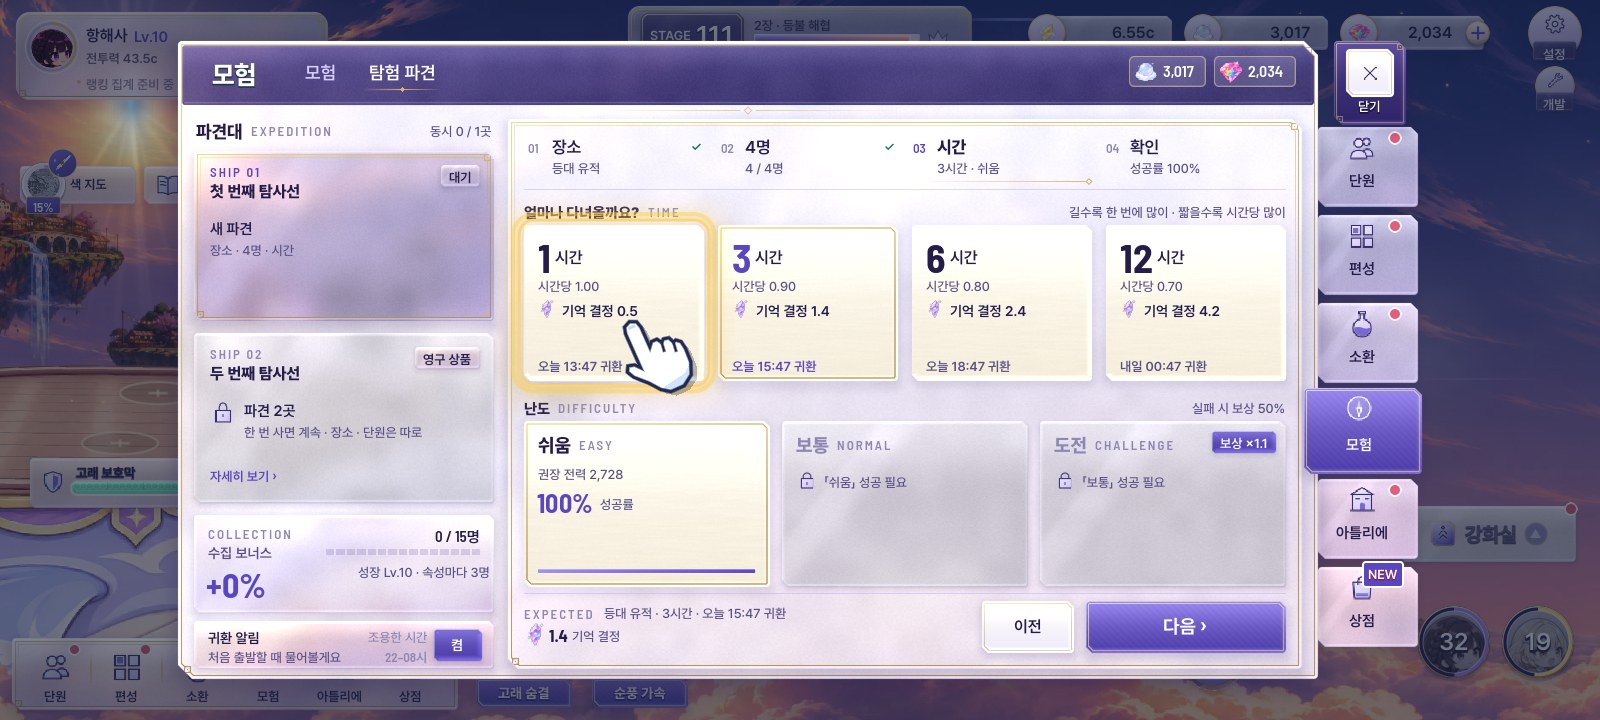 항해사 Lv.10
전투력 43.5c
랭킹 집계 준비 중
STAGE 111
2장 · 등불 해협
6.55c
3,017
2,034
설정
개발
모험
모험
탐험 파견
3,017
2,034
닫기
파견대 EXPEDITION
동시 0 / 1곳
SHIP 01
첫 번째 탐사선
대기
새 파견
장소 · 4명 · 시간
SHIP 02
두 번째 탐사선
영구 상품
파견 2곳
한 번 사면 계속 · 장소 · 단원은 따로
자세히 보기 ›
COLLECTION
수집 보너스
0 / 15명
+0%
성장 Lv.10 · 속성마다 3명
귀환 알림
처음 출발할 때 물어볼게요
조용한 시간
22-08시
켬
01 장소
등대 유적
02 4명
4 / 4명
03 시간
3시간 · 쉬움
04 확인
성공률 100%
얼마나 다녀올까요? TIME
길수록 한 번에 많이 · 짧을수록 시간당 많이
1 시간
시간당 1.00
기억 결정 0.5
오늘 13:47 귀환
3 시간
시간당 0.90
기억 결정 1.4
오늘 15:47 귀환
6 시간
시간당 0.80
기억 결정 2.4
오늘 18:47 귀환
12 시간
시간당 0.70
기억 결정 4.2
내일 00:47 귀환
난도 DIFFICULTY
실패 시 보상 50%
쉬움 EASY
권장 전력 2,728
100% 성공률
보통 NORMAL
「쉬움」 성공 필요
도전 CHALLENGE
보상 ×1.1
「보통」 성공 필요
EXPECTED 등대 유적 · 3시간 · 오늘 15:47 귀환
1.4 기억 결정
이전
다음 ›
단원
편성
소환
모험
아틀리에
NEW
상점
색 지도
15%
고래 보호막
강화실
32
19
단원
편성
소환
모험
아틀리에
상점
고래 숨결
순풍 가속